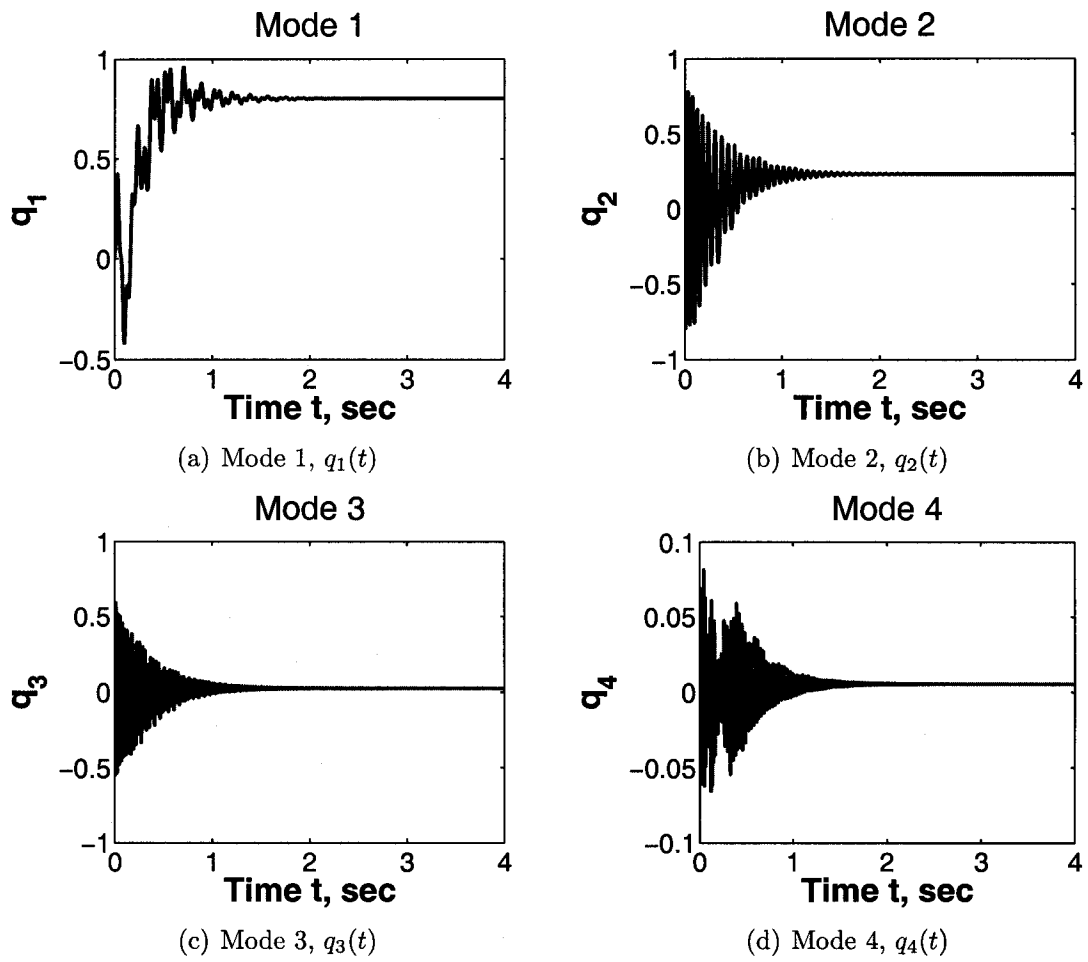 Mode 1
1
0.5
0
−0.5
q1
0 1 2 3 4
Time t, sec
(a) Mode 1, q1(t)
Mode 2
1
0.5
0
−0.5
−1
q2
0 1 2 3 4
Time t, sec
(b) Mode 2, q2(t)
Mode 3
1
0.5
0
−0.5
−1
q3
0 1 2 3 4
Time t, sec
(c) Mode 3, q3(t)
Mode 4
0.1
0.05
0
−0.05
−0.1
q4
0 1 2 3 4
Time t, sec
(d) Mode 4, q4(t)